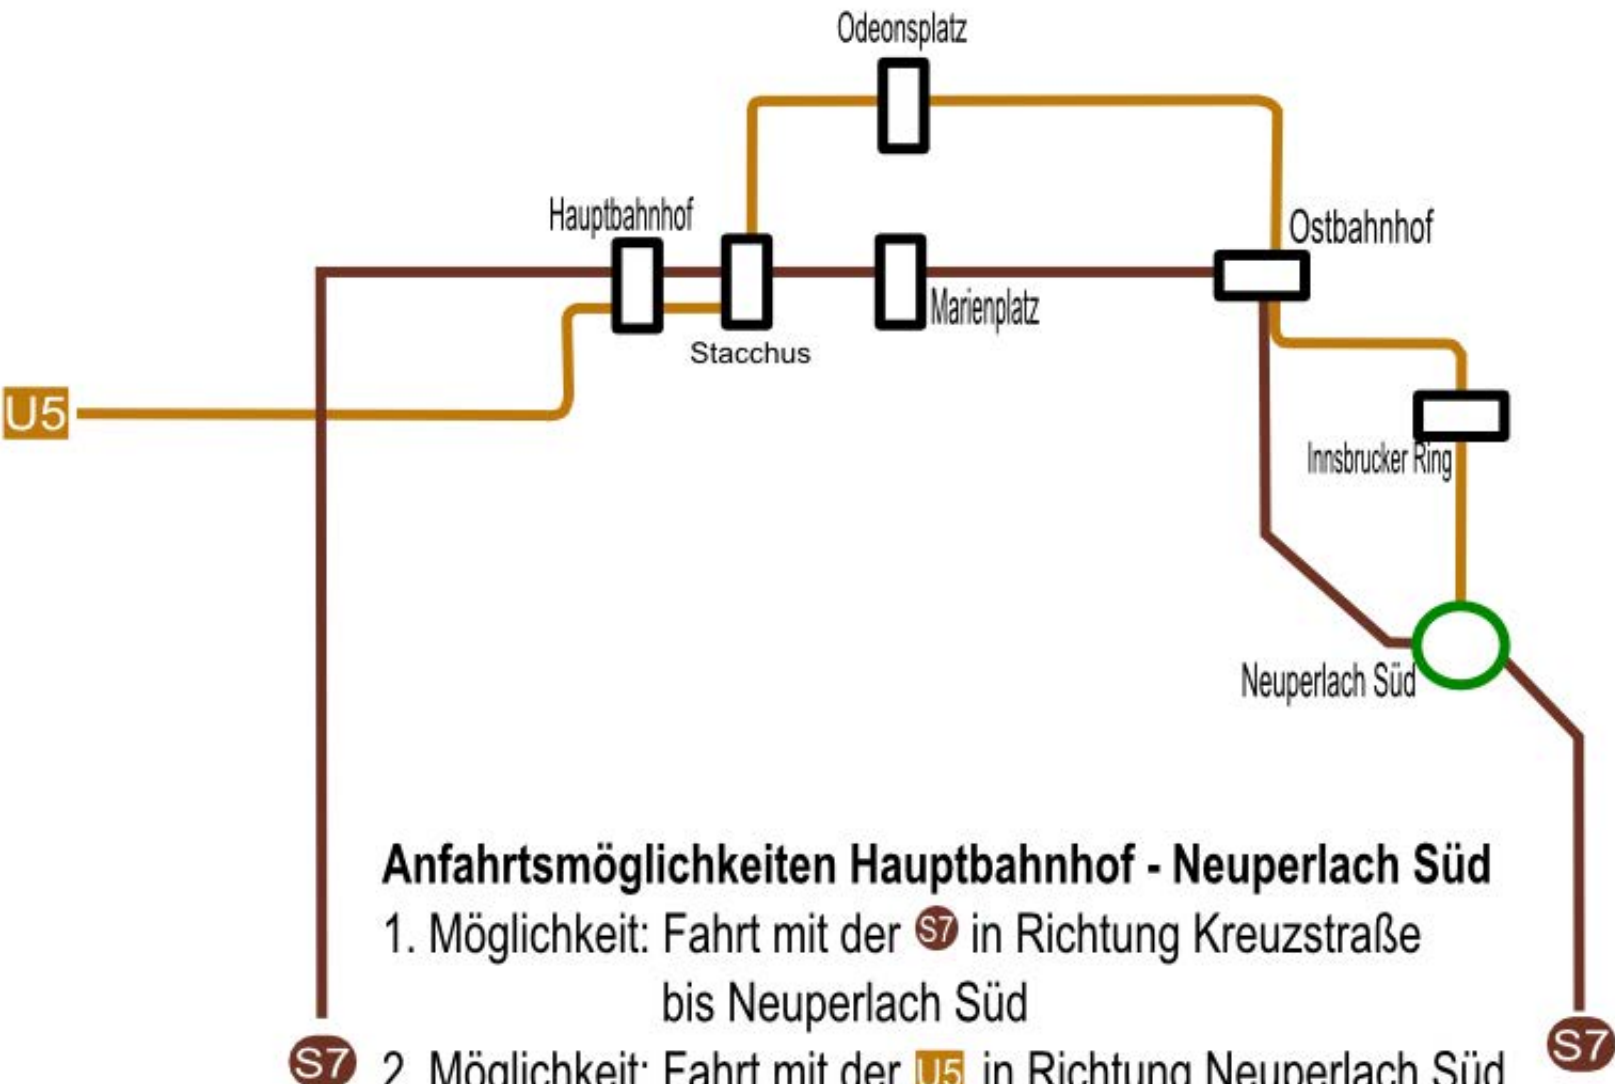 Odeonsplatz
Hauptbahnhof
Ostbahnhof
Marienplatz
Stacchus
U5
Innsbrucker Ring
Neuperlach Süd
Anfahrtsmöglichkeiten Hauptbahnhof - Neuperlach Süd
1. Möglichkeit: Fahrt mit der S7 in Richtung Kreuzstraße
bis Neuperlach Süd
S7
S7
2. Möglichkeit: Fahrt mit der U5 in Richtung Neuperlach Süd